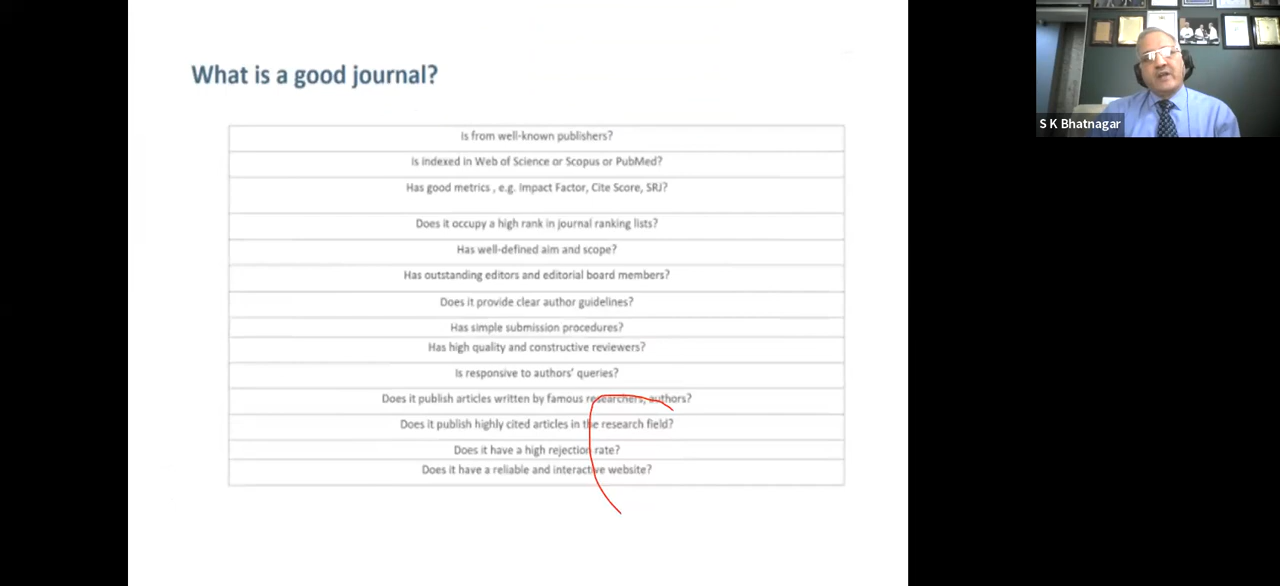 What is a good journal?
Is from well-known publishers?
Is indexed in Web of Science or Scopus or PubMed?
Has good metrics , e.g. Impact Factor, Cite Score, SRJ?
Does it occupy a high rank in journal ranking lists?
Has well-defined aim and scope?
Has outstanding editors and editorial board members?
Does it provide clear author guidelines?
Has simple submission procedures?
Has high quality and constructive reviewers?
Is responsive to authors' queries?
Does it publish articles written by famous researchers, authors?
Does it publish highly cited articles in the research field?
Does it have a high rejection rate?
Does it have a reliable and interactive website?
S K Bhatnagar